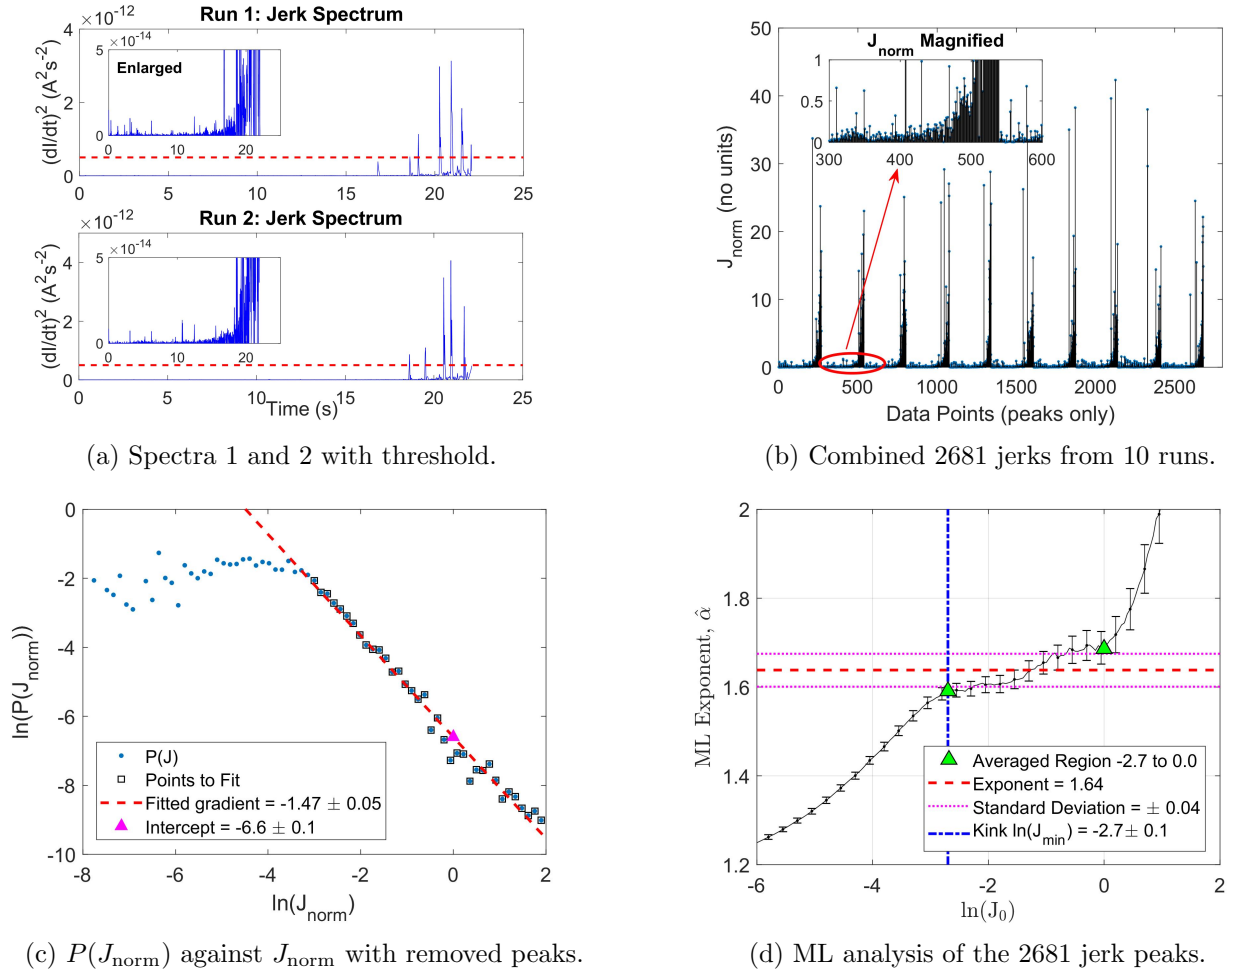 Run 1: Jerk Spectrum
×10⁻¹²
(dI/dt)² (A²s⁻²)
4
2
0
0 5 10 15 20 25
×10⁻¹⁴
5
0
0 10 20
Enlarged
Run 2: Jerk Spectrum
×10⁻¹²
(dI/dt)² (A²s⁻²)
4
2
0
0 5 10 15 20 25
×10⁻¹⁴
5
0
0 10 20
Time (s)
(a) Spectra 1 and 2 with threshold.
J_norm Magnified
1
0.5
0
300 400 500 600
J_norm (no units)
50
40
30
20
10
0
0 500 1000 1500 2000 2500
Data Points (peaks only)
(b) Combined 2681 jerks from 10 runs.
ln(P(J_norm))
0
-2
-4
-6
-8
-10
-8 -6 -4 -2 0 2
ln(J_norm)
P(J)
Points to Fit
Fitted gradient = -1.47 ± 0.05
Intercept = -6.6 ± 0.1
(c) P(J_norm) against J_norm with removed peaks.
ML Exponent, α̂
2
1.8
1.6
1.4
1.2
-6 -4 -2 0 2
ln(J₀)
Averaged Region -2.7 to 0.0
Exponent = 1.64
Standard Deviation = ± 0.04
Kink ln(J_min) = -2.7± 0.1
(d) ML analysis of the 2681 jerk peaks.